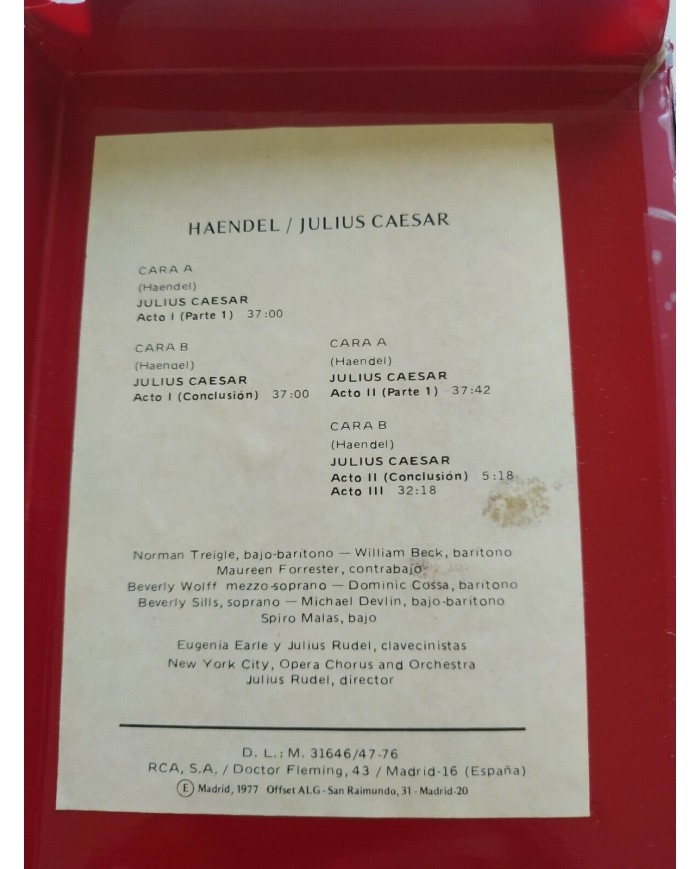 HAENDEL / JULIUS CAESAR
CARA A
(Haendel)
JULIUS CAESAR
Acto I (Parte 1) 37:00
CARA B
(Haendel)
JULIUS CAESAR
Acto I (Conclusión) 37:00
CARA A
(Haendel)
JULIUS CAESAR
Acto II (Parte 1) 37:42
CARA B
(Haendel)
JULIUS CAESAR
Acto II (Conclusión) 5:18
Acto III 32:18
Norman Treigle, bajo-barítono — William Beck, barítono
Maureen Forrester, contrabajo
Beverly Wolff mezzo-soprano — Dominic Cossa, barítono
Beverly Sills, soprano — Michael Devlin, bajo-barítono
Spiro Malas, bajo
Eugenia Earle y Julius Rudel, clavecinistas
New York City, Opera Chorus and Orchestra
Julius Rudel, director
D. L.: M. 31646/47-76
RCA, S.A. / Doctor Fleming, 43 / Madrid-16 (España)
Ⓔ Madrid, 1977 Offset ALG - San Raimundo, 31 - Madrid-20